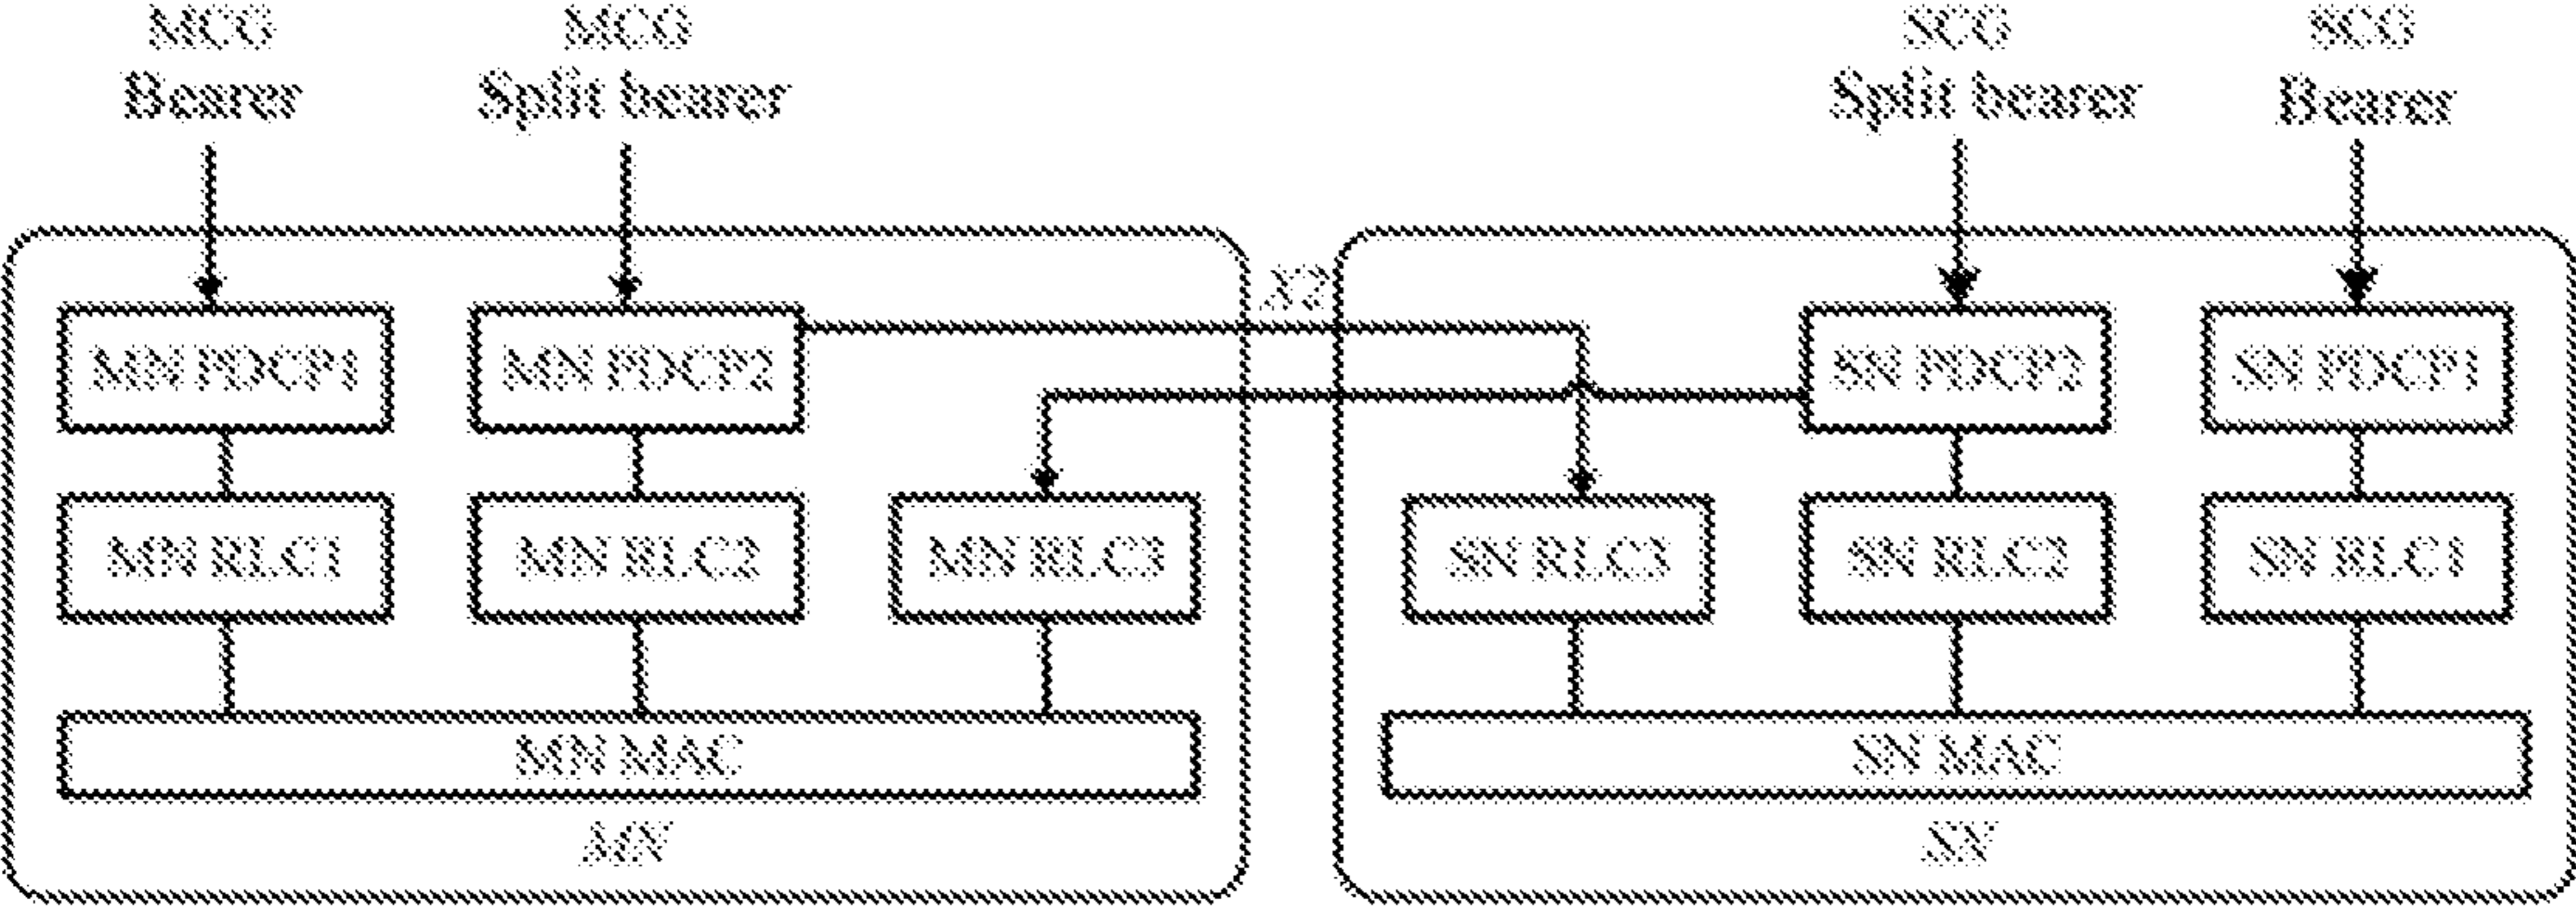 MCG
Bearer
MCG
Split bearer
SCG
Split bearer
SCG
Bearer
X2
MN PDCP1
MN PDCP2
SN PDCP2
SN PDCP1
MN RLC1
MN RLC2
MN RLC3
SN RLC3
SN RLC2
SN RLC1
MN MAC
SN MAC
MN
SN